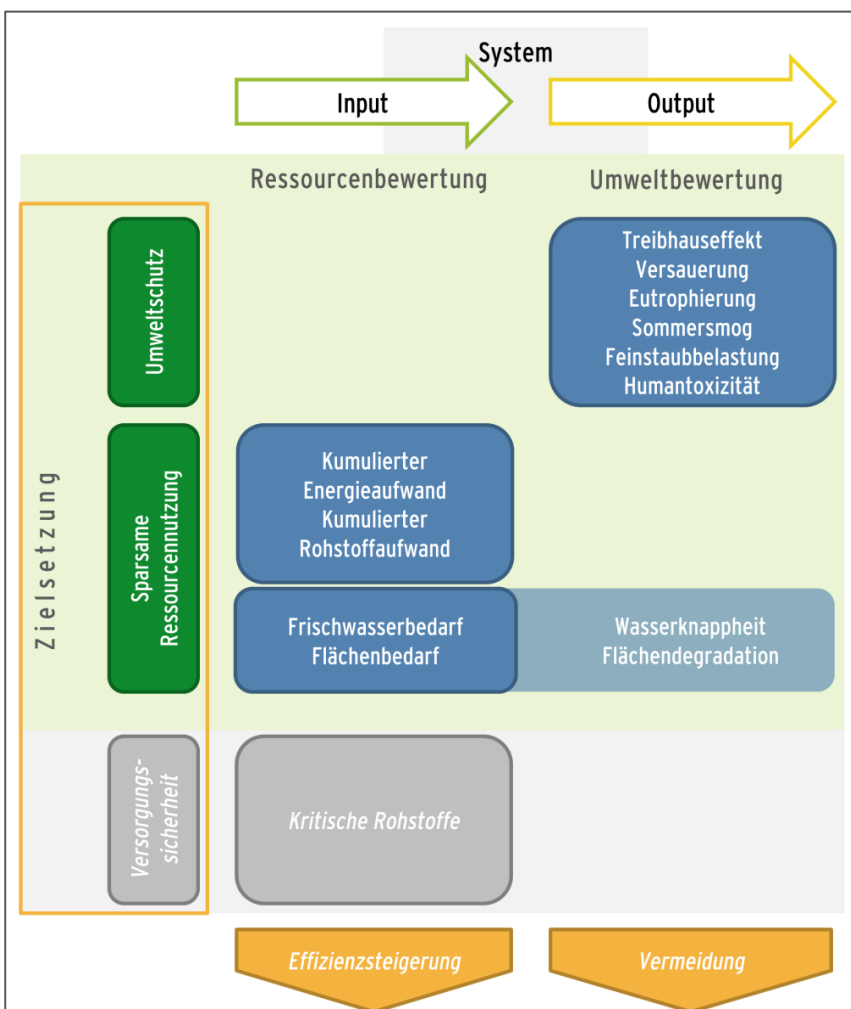 System
Input
Output
Ressourcenbewertung
Umweltbewertung
Zielsetzung
Umweltschutz
Treibhauseffekt
Versauerung
Eutrophierung
Sommersmog
Feinstaubbelastung
Humantoxizität
Sparsame
Ressourcennutzung
Kumulierter
Energieaufwand
Kumulierter
Rohstoffaufwand
Frischwasserbedarf
Flächenbedarf
Wasserknappheit
Flächendegradation
Versorgungs-
sicherheit
Kritische Rohstoffe
Effizienzsteigerung
Vermeidung